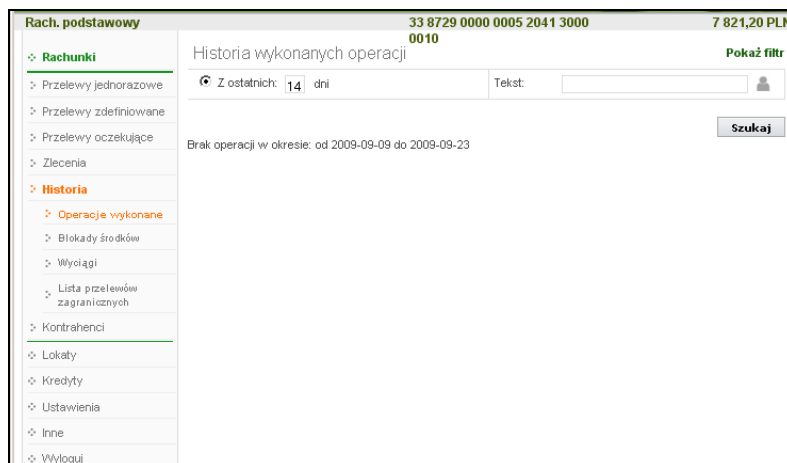 Rach. podstawowy 33 8729 0000 0005 2041 3000 0010 7 821,20 PLN
Rachunki
Przelewy jednorazowe
Przelewy zdefiniowane
Przelewy oczekujące
Zlecenia
Historia
Operacje wykonane
Blokady środków
Wyciągi
Lista przelewów
zagranicznych
Kontrahenci
Lokaty
Kredyty
Ustawienia
Inne
Wyloguj
Historia wykonanych operacji
Pokaż filtr
Z ostatnich: 14 dni
Tekst:
Szukaj
Brak operacji w okresie: od 2009-09-09 do 2009-09-23